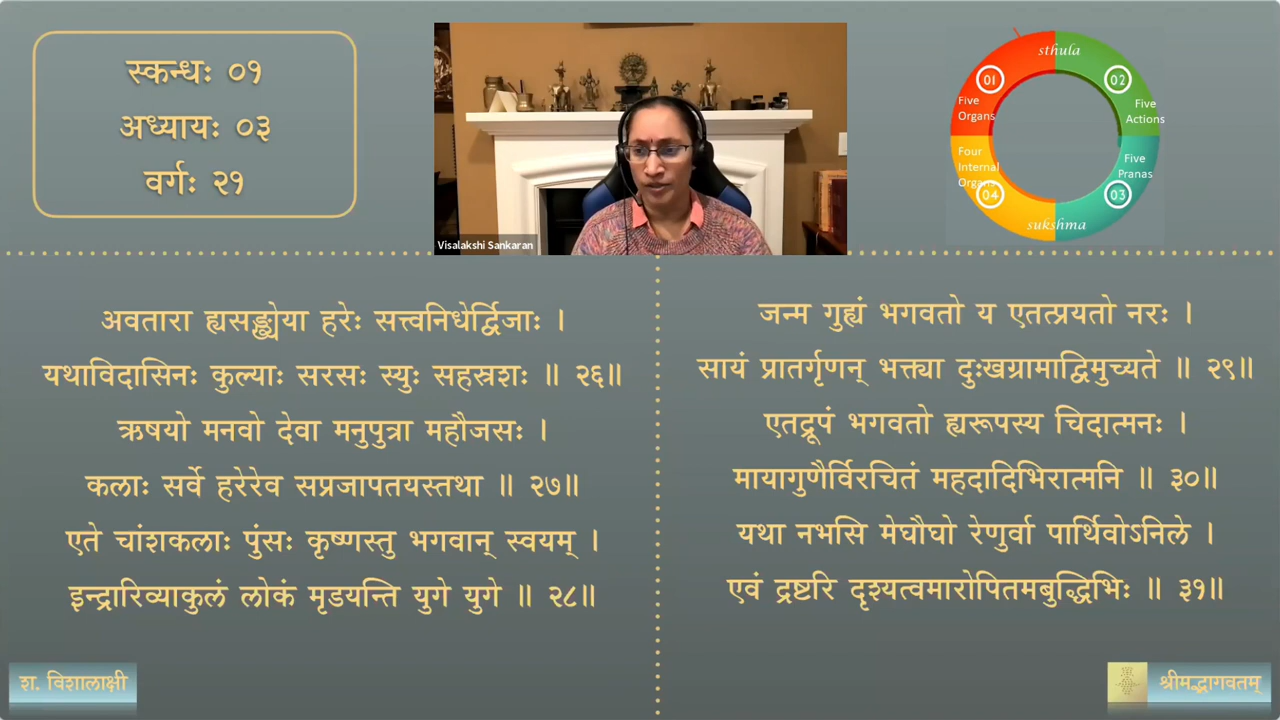 स्कन्धः ०१
अध्यायः ०३
वर्गः २१
Visalakshi Sankaran
sthula
01
02
Five
Organs
Five
Actions
Four
Internal
Organs
Five
Pranas
04
03
sukshma
अवतारा ह्यसङ्ख्येया हरेः सत्त्वनिधेर्द्विजाः ।
यथाविदासिनः कुल्याः सरसः स्युः सहस्रशः ॥ २६॥
ऋषयो मनवो देवा मनुपुत्रा महौजसः ।
कलाः सर्वे हरेरेव सप्रजापतयस्तथा ॥ २७॥
एते चांशकलाः पुंसः कृष्णस्तु भगवान् स्वयम् ।
इन्द्रारिव्याकुलं लोकं मृडयन्ति युगे युगे ॥ २८॥
जन्म गुह्यं भगवतो य एतत्प्रयतो नरः ।
सायं प्रातर्गृणन् भक्त्या दुःखग्रामाद्विमुच्यते ॥ २९॥
एतद्रूपं भगवतो ह्यरूपस्य चिदात्मनः ।
मायागुणैर्विरचितं महदादिभिरात्मनि ॥ ३०॥
यथा नभसि मेघौघो रेणुर्वा पार्थिवोऽनिले ।
एवं द्रष्टरि दृश्यत्वमारोपितमबुद्धिभिः ॥ ३१॥
श. विशालाक्षी
श्रीमद्भागवतम्